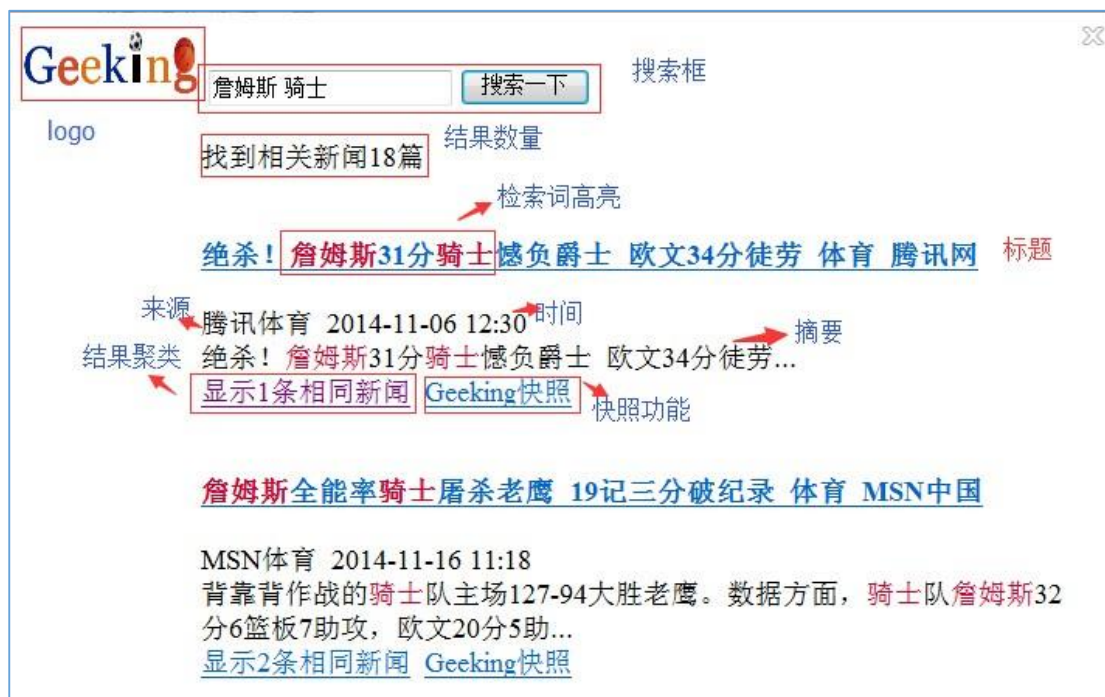 Geeking
詹姆斯 骑士 搜索一下 搜索框
logo
找到相关新闻18篇 结果数量
检索词高亮
绝杀！詹姆斯31分骑士憾负爵士 欧文34分徒劳 体育 腾讯网 标题
来源 腾讯体育 2014-11-06 12:30 时间
结果聚类 绝杀！詹姆斯31分骑士憾负爵士 欧文34分徒劳... 摘要
显示1条相同新闻 Geeking快照 快照功能
詹姆斯全能率骑士屠杀老鹰 19记三分破纪录 体育 MSN中国
MSN体育 2014-11-16 11:18
背靠背作战的骑士队主场127-94大胜老鹰。数据方面，骑士队詹姆斯32
分6篮板7助攻，欧文20分5助...
显示2条相同新闻 Geeking快照